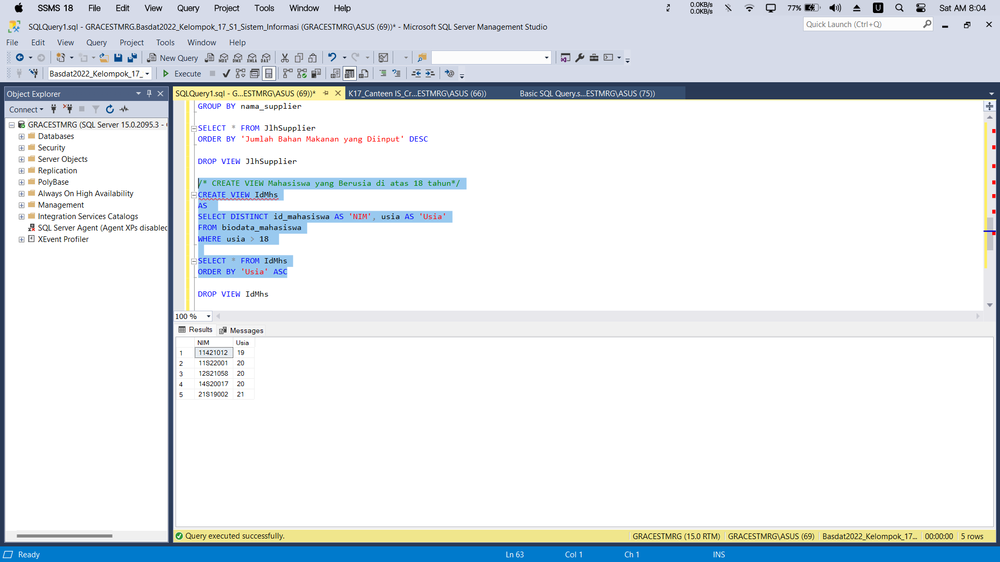 SSMS 18 File Edit View Query Project Tools Window Help
0.0KB/s
0.0KB/s
77%
U
Sat AM 8:04
SQLQuery1.sql - GRACESTMRG.Basdat2022_Kelompok_17_S1_Sistem_Informasi (GRACESTMRG\ASUS (69))* - Microsoft SQL Server Management Studio
Quick Launch (Ctrl+Q)
File Edit View Query Project Tools Window Help
New Query MDX DMX XMLA DAX
Basdat2022_Kelompok_17_ Execute
Object Explorer
Connect
GRACESTMRG (SQL Server 15.0.2095.3 -
Databases
Security
Server Objects
Replication
PolyBase
Always On High Availability
Management
Integration Services Catalogs
SQL Server Agent (Agent XPs disabled
XEvent Profiler
SQLQuery1.sql - G...ESTMRG\ASUS (69))* K17_Canteen IS_Cr...ESTMRG\ASUS (66)) Basic SQL Query.s...ESTMRG\ASUS (75))
GROUP BY nama_supplier
SELECT * FROM JlhSupplier
ORDER BY 'Jumlah Bahan Makanan yang Diinput' DESC
DROP VIEW JlhSupplier
/* CREATE VIEW Mahasiswa yang Berusia di atas 18 tahun*/
CREATE VIEW IdMhs
AS
SELECT DISTINCT id_mahasiswa AS 'NIM', usia AS 'Usia'
FROM biodata_mahasiswa
WHERE usia > 18
SELECT * FROM IdMhs
ORDER BY 'Usia' ASC
DROP VIEW IdMhs
100 %
Results Messages
NIM Usia
1 11421012 19
2 11S22001 20
3 12S21058 20
4 14S20017 20
5 21S19002 21
Query executed successfully. GRACESTMRG (15.0 RTM) GRACESTMRG\ASUS (69) Basdat2022_Kelompok_17... 00:00:00 5 rows
Ready Ln 63 Col 1 Ch 1 INS